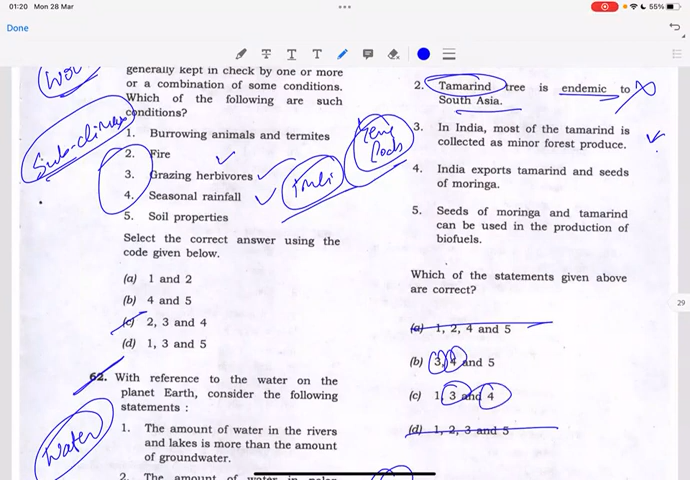 01:20 Mon 28 Mar
55%
Done
T T T
generally kept in check by one or more
or a combination of some conditions.
Which of the following are such
conditions?
Sub-climax
1. Burrowing animals and termites
2. Fire
3. Grazing herbivores
4. Seasonal rainfall
5. Soil properties
Select the correct answer using the
code given below.
(a) 1 and 2
(b) 4 and 5
(c) 2, 3 and 4
(d) 1, 3 and 5
62. With reference to the water on the
planet Earth, consider the following
statements :
Water
1. The amount of water in the rivers
and lakes is more than the amount
of groundwater.
2. The amount of water in
2. Tamarind tree is endemic to
South Asia.
3. In India, most of the tamarind is
collected as minor forest produce.
4. India exports tamarind and seeds
of moringa.
5. Seeds of moringa and tamarind
can be used in the production of
biofuels.
Which of the statements given above
are correct?
(a) 1, 2, 4 and 5
(b) 3, 4 and 5
(c) 1, 3 and 4
(d) 1, 2, 3 and 5
29